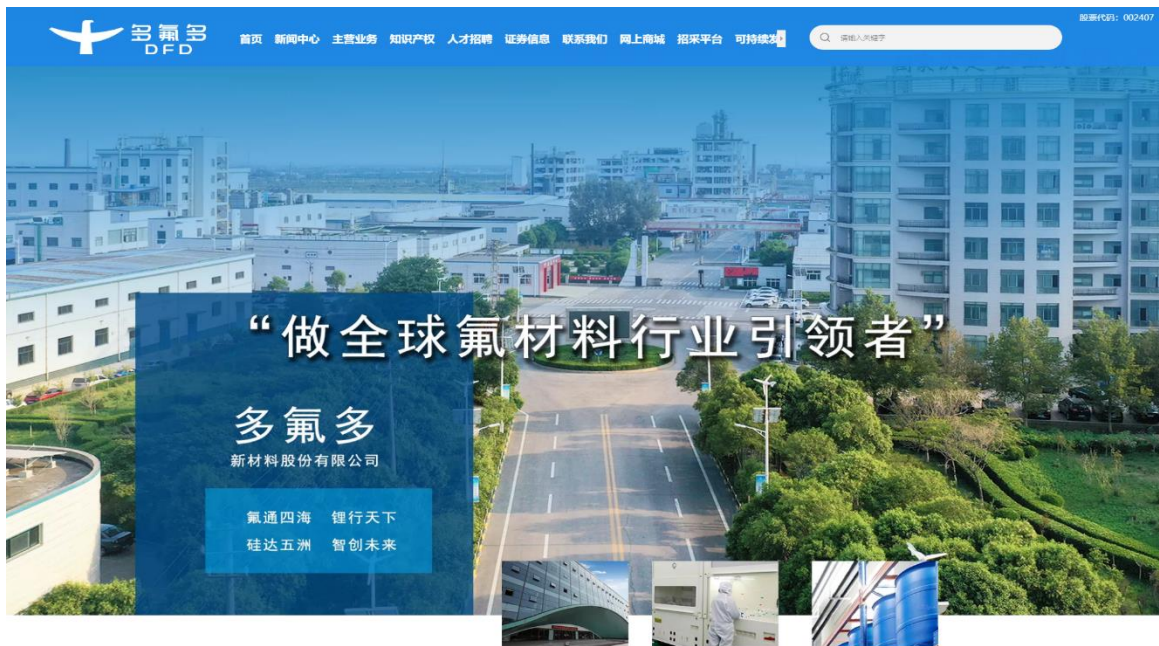 股票代码：002407
多氟多
DFD
首页 新闻中心 主营业务 知识产权 人才招聘 证券信息 联系我们 网上商城 招采平台 可持续发
请输入关键字
“做全球氟材料行业引领者”
多氟多
新材料股份有限公司
氟通四海 锂行天下
硅达五洲 智创未来